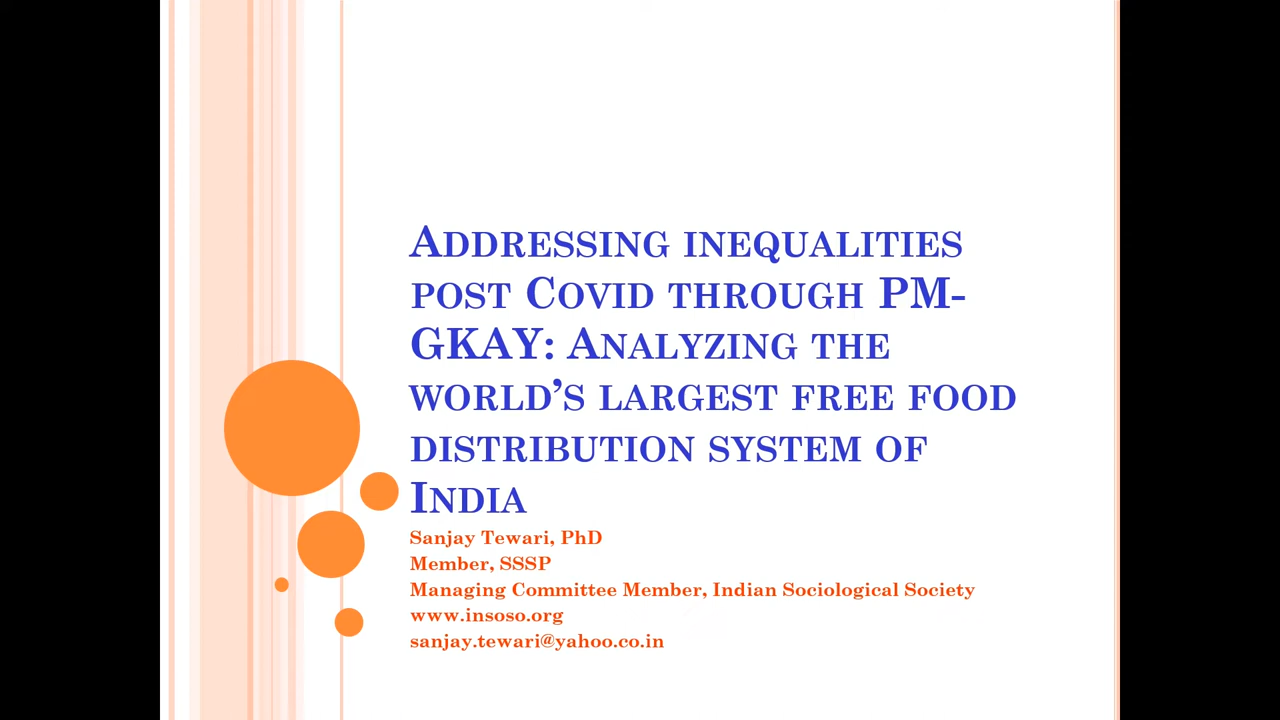 Addressing inequalities
post Covid through PM-
GKAY: Analyzing the
world’s largest free food
distribution system of
India
Sanjay Tewari, PhD
Member, SSSP
Managing Committee Member, Indian Sociological Society
www.insoso.org
sanjay.tewari@yahoo.co.in